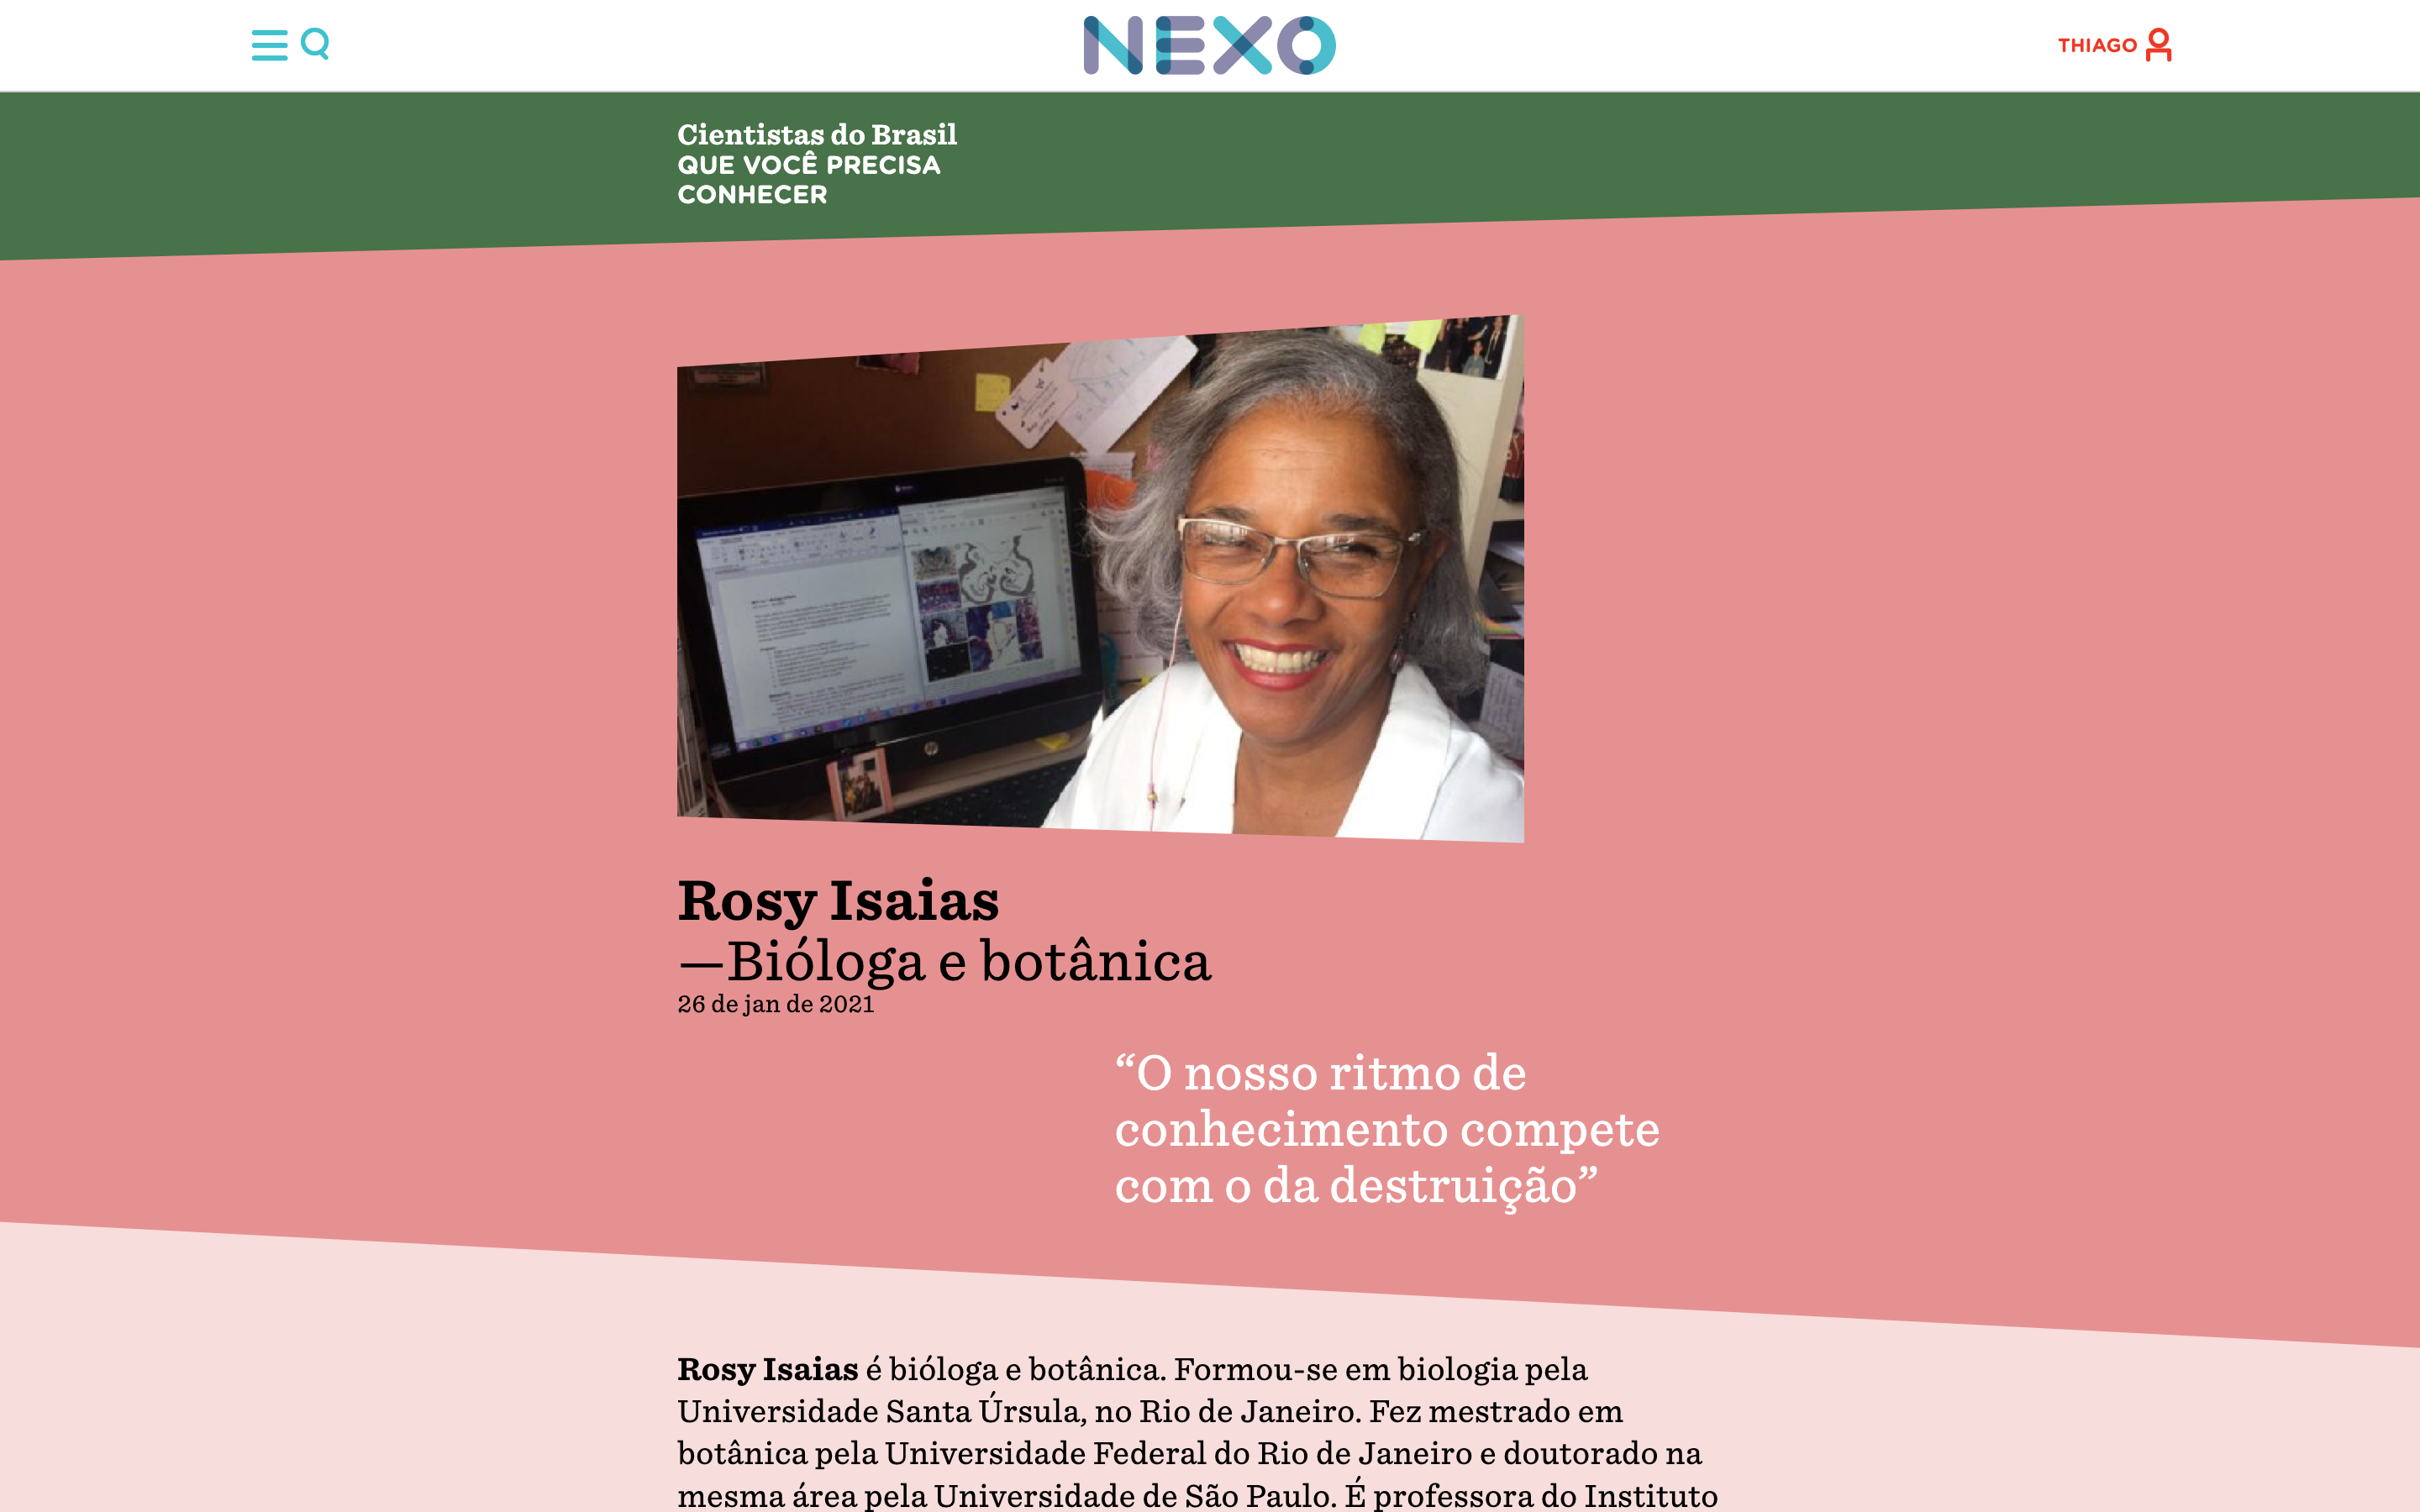 NEXO
THIAGO
Cientistas do Brasil
QUE VOCÊ PRECISA
CONHECER
Rosy Isaias
—Bióloga e botânica
26 de jan de 2021
“O nosso ritmo de
conhecimento compete
com o da destruição”
Rosy Isaias é bióloga e botânica. Formou-se em biologia pela
Universidade Santa Úrsula, no Rio de Janeiro. Fez mestrado em
botânica pela Universidade Federal do Rio de Janeiro e doutorado na
mesma área pela Universidade de São Paulo. É professora do Instituto